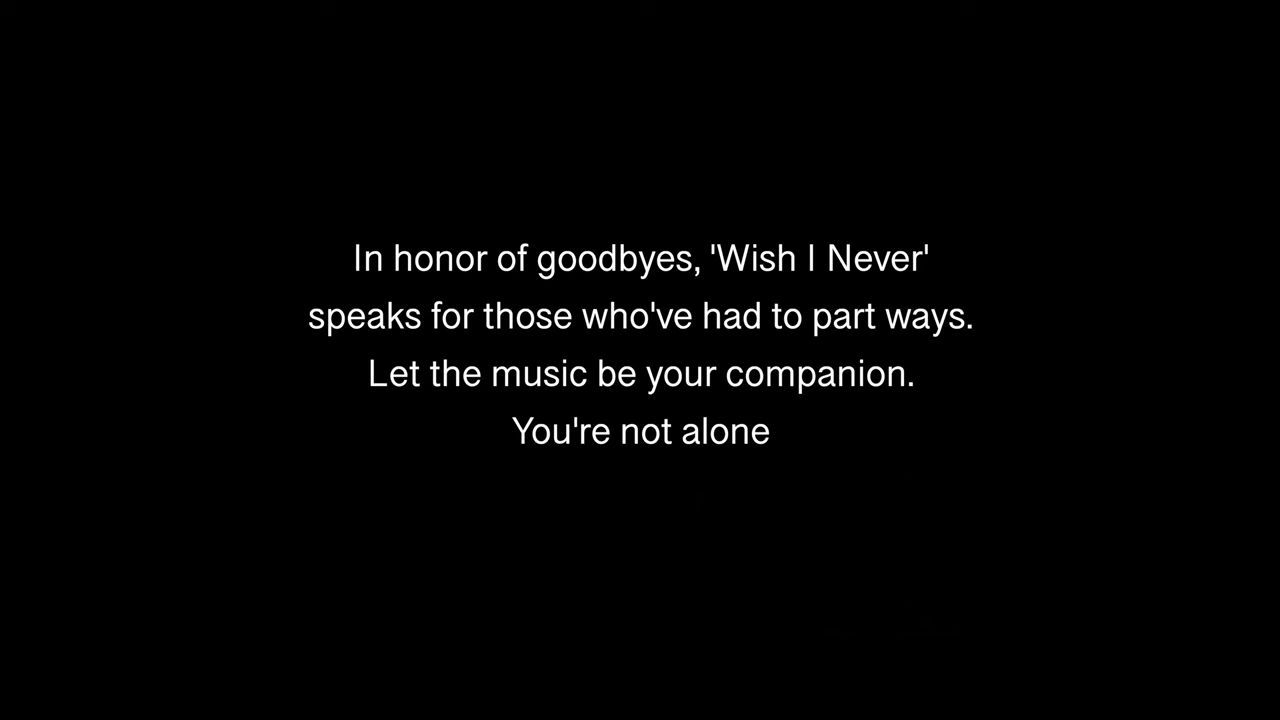 In honor of goodbyes, 'Wish I Never'
speaks for those who've had to part ways.
Let the music be your companion.
You're not alone